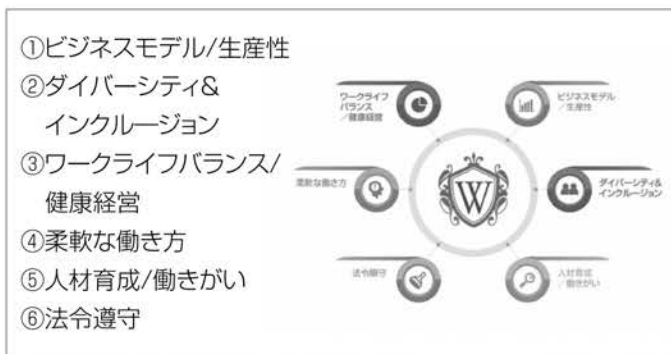 ①ビジネスモデル/生産性
②ダイバーシティ&
インクルージョン
③ワークライフバランス/
健康経営
④柔軟な働き方
⑤人材育成/働きがい
⑥法令遵守
ワークライフ
バランス
/健康経営
ビジネスモデル
/生産性
柔軟な働き方
W
ダイバーシティ&
インクルージョン
法令順守
人材育成
/働きがい